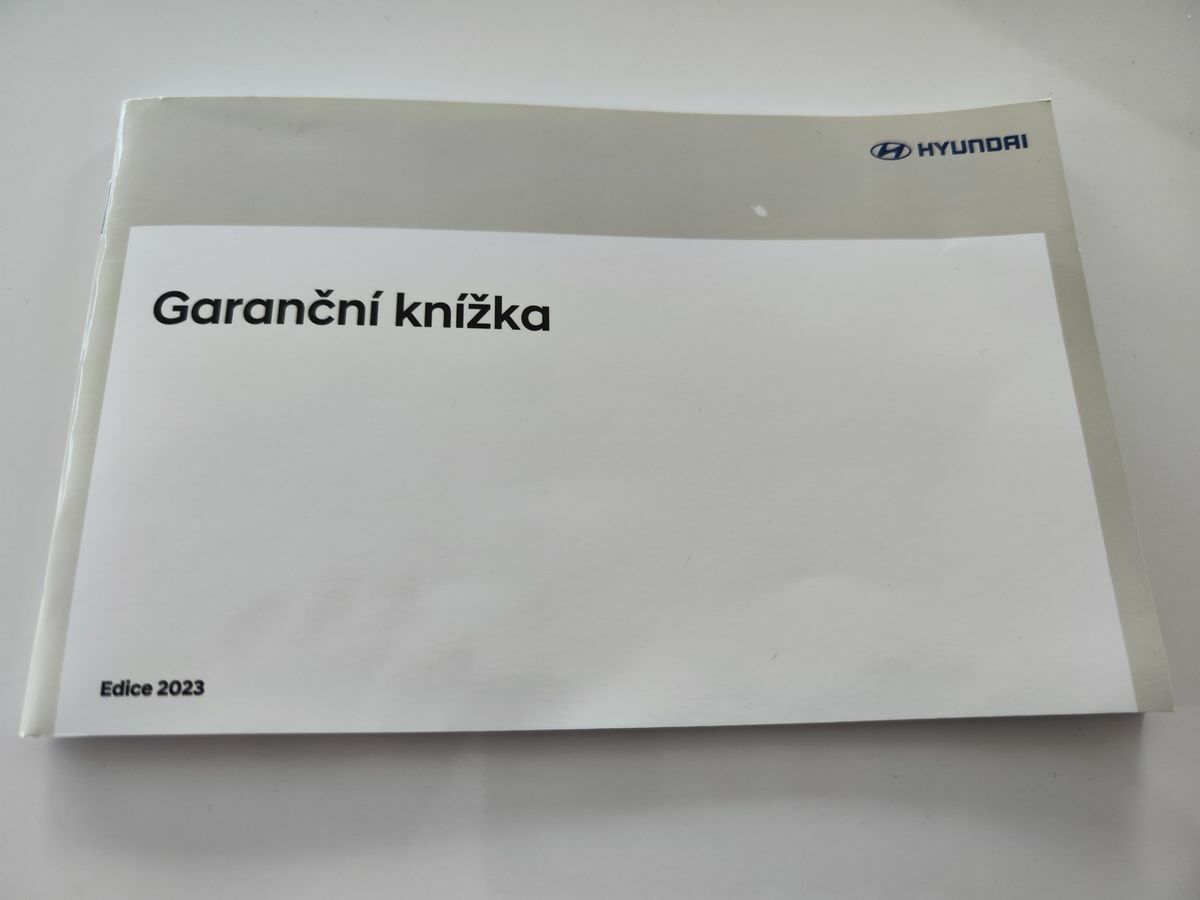 HYUNDAI
Garanční knížka
Edice 2023